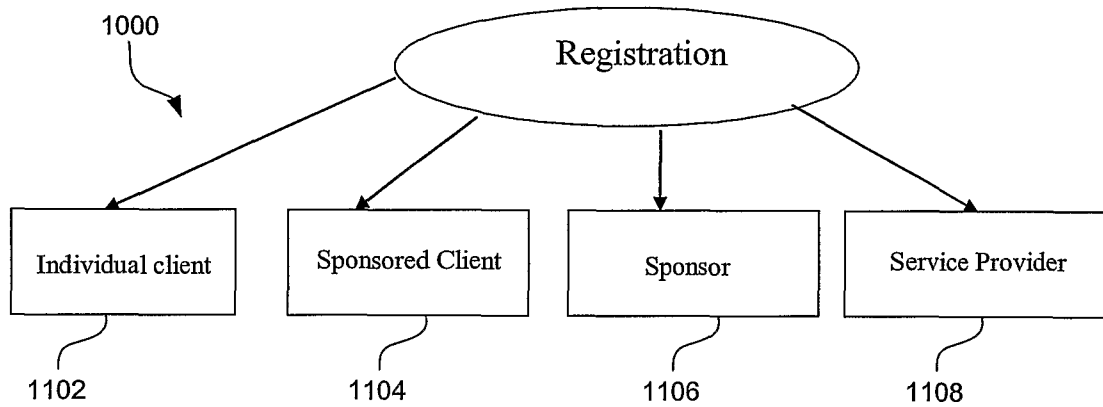 1000
Registration
Individual client
Sponsored Client
Sponsor
Service Provider
1102
1104
1106
1108